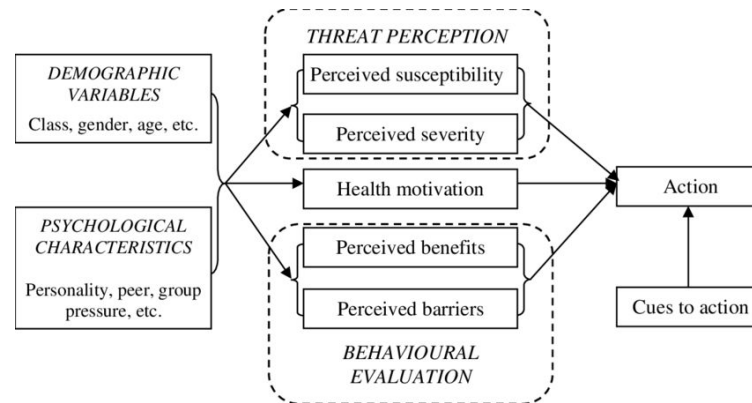 DEMOGRAPHIC
VARIABLES
Class, gender, age, etc.
PSYCHOLOGICAL
CHARACTERISTICS
Personality, peer, group
pressure, etc.
THREAT PERCEPTION
Perceived susceptibility
Perceived severity
Health motivation
Perceived benefits
Perceived barriers
BEHAVIOURAL
EVALUATION
Action
Cues to action